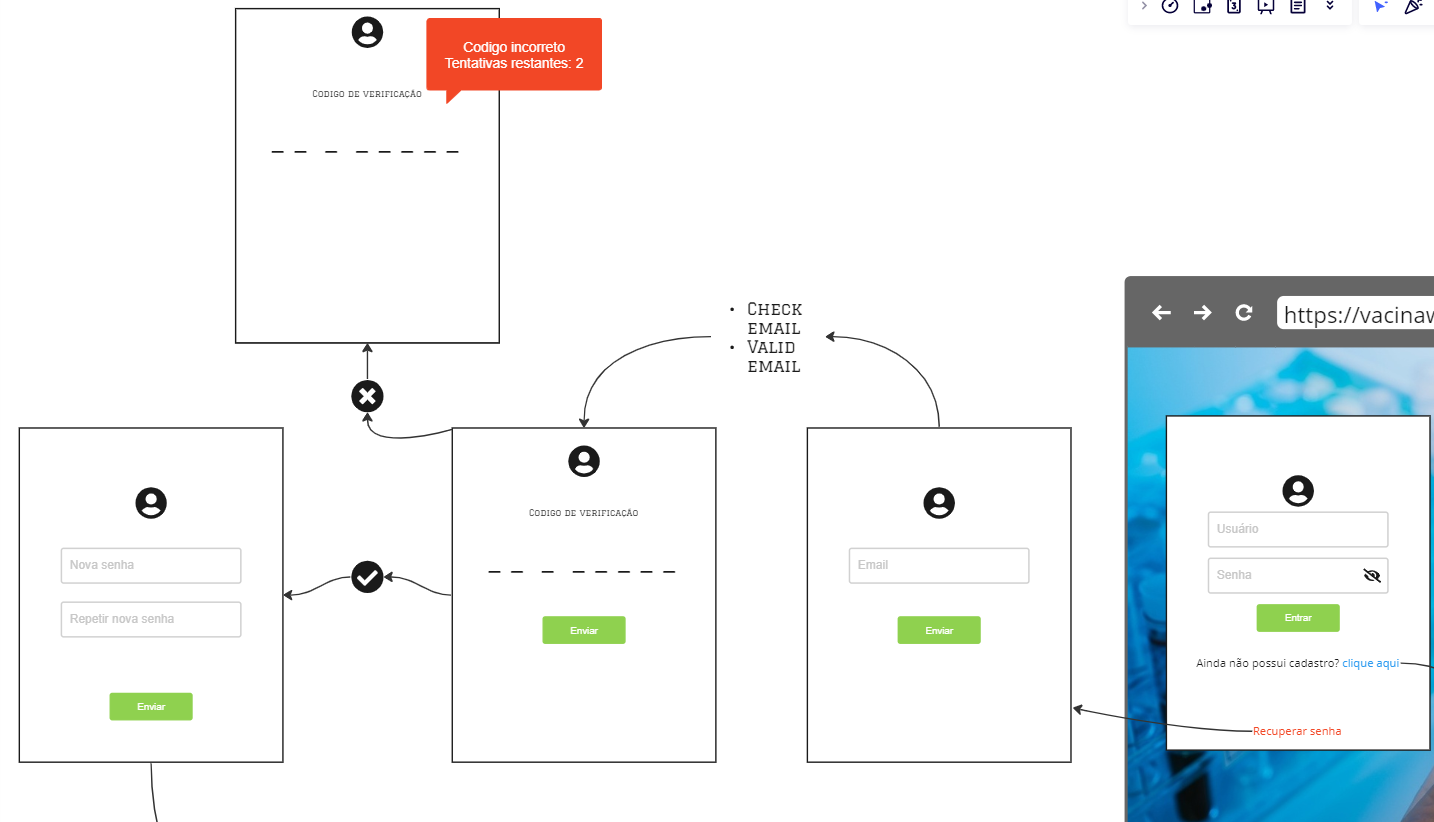 Codigo incorreto
Tentativas restantes: 2
Codigo de verificação
Check
email
Valid
email
https://vacinaw
Nova senha
Repetir nova senha
Enviar
Codigo de verificação
Enviar
Email
Enviar
Usuário
Senha
Entrar
Ainda não possui cadastro? clique aqui
Recuperar senha